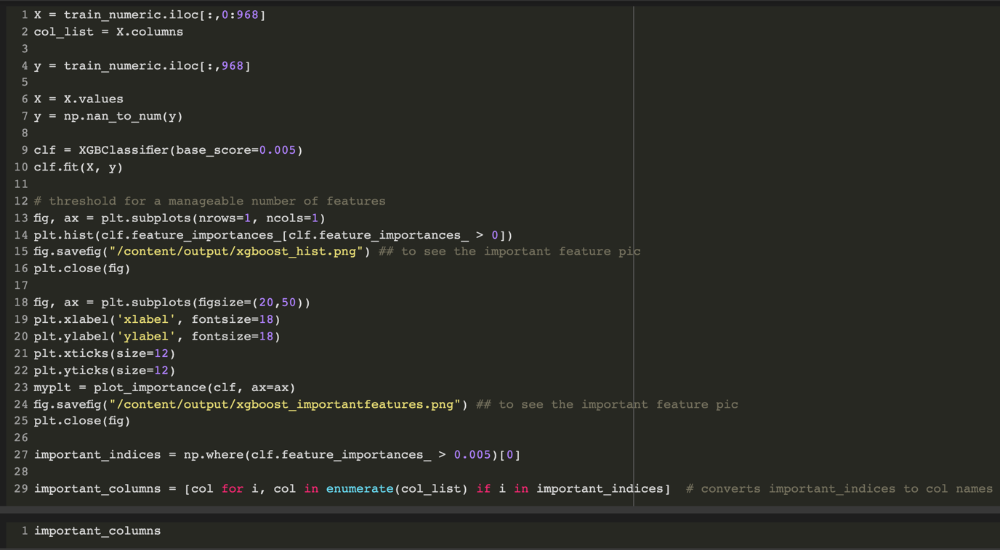 1 X = train_numeric.iloc[:,0:968]
2 col_list = X.columns
3
4 y = train_numeric.iloc[:,968]
5
6 X = X.values
7 y = np.nan_to_num(y)
8
9 clf = XGBClassifier(base_score=0.005)
10 clf.fit(X, y)
11
12 # threshold for a manageable number of features
13 fig, ax = plt.subplots(nrows=1, ncols=1)
14 plt.hist(clf.feature_importances_[clf.feature_importances_ > 0])
15 fig.savefig("/content/output/xgboost_hist.png") ## to see the important feature pic
16 plt.close(fig)
17
18 fig, ax = plt.subplots(figsize=(20,50))
19 plt.xlabel('xlabel', fontsize=18)
20 plt.ylabel('ylabel', fontsize=18)
21 plt.xticks(size=12)
22 plt.yticks(size=12)
23 myplt = plot_importance(clf, ax=ax)
24 fig.savefig("/content/output/xgboost_importantfeatures.png") ## to see the important feature pic
25 plt.close(fig)
26
27 important_indices = np.where(clf.feature_importances_ > 0.005)[0]
28
29 important_columns = [col for i, col in enumerate(col_list) if i in important_indices]  # converts important_indices to col names
1 important_columns